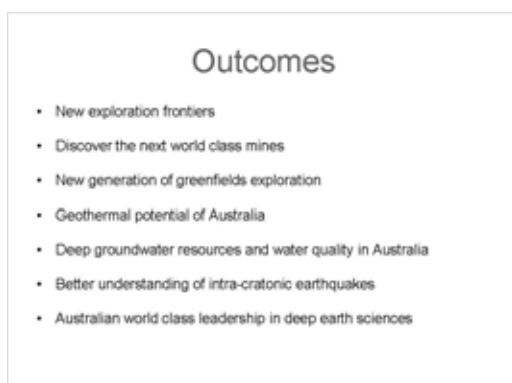 Outcomes
• New exploration frontiers
• Discover the next world class mines
• New generation of greenfields exploration
• Geothermal potential of Australia
• Deep groundwater resources and water quality in Australia
• Better understanding of intra-cratonic earthquakes
• Australian world class leadership in deep earth sciences